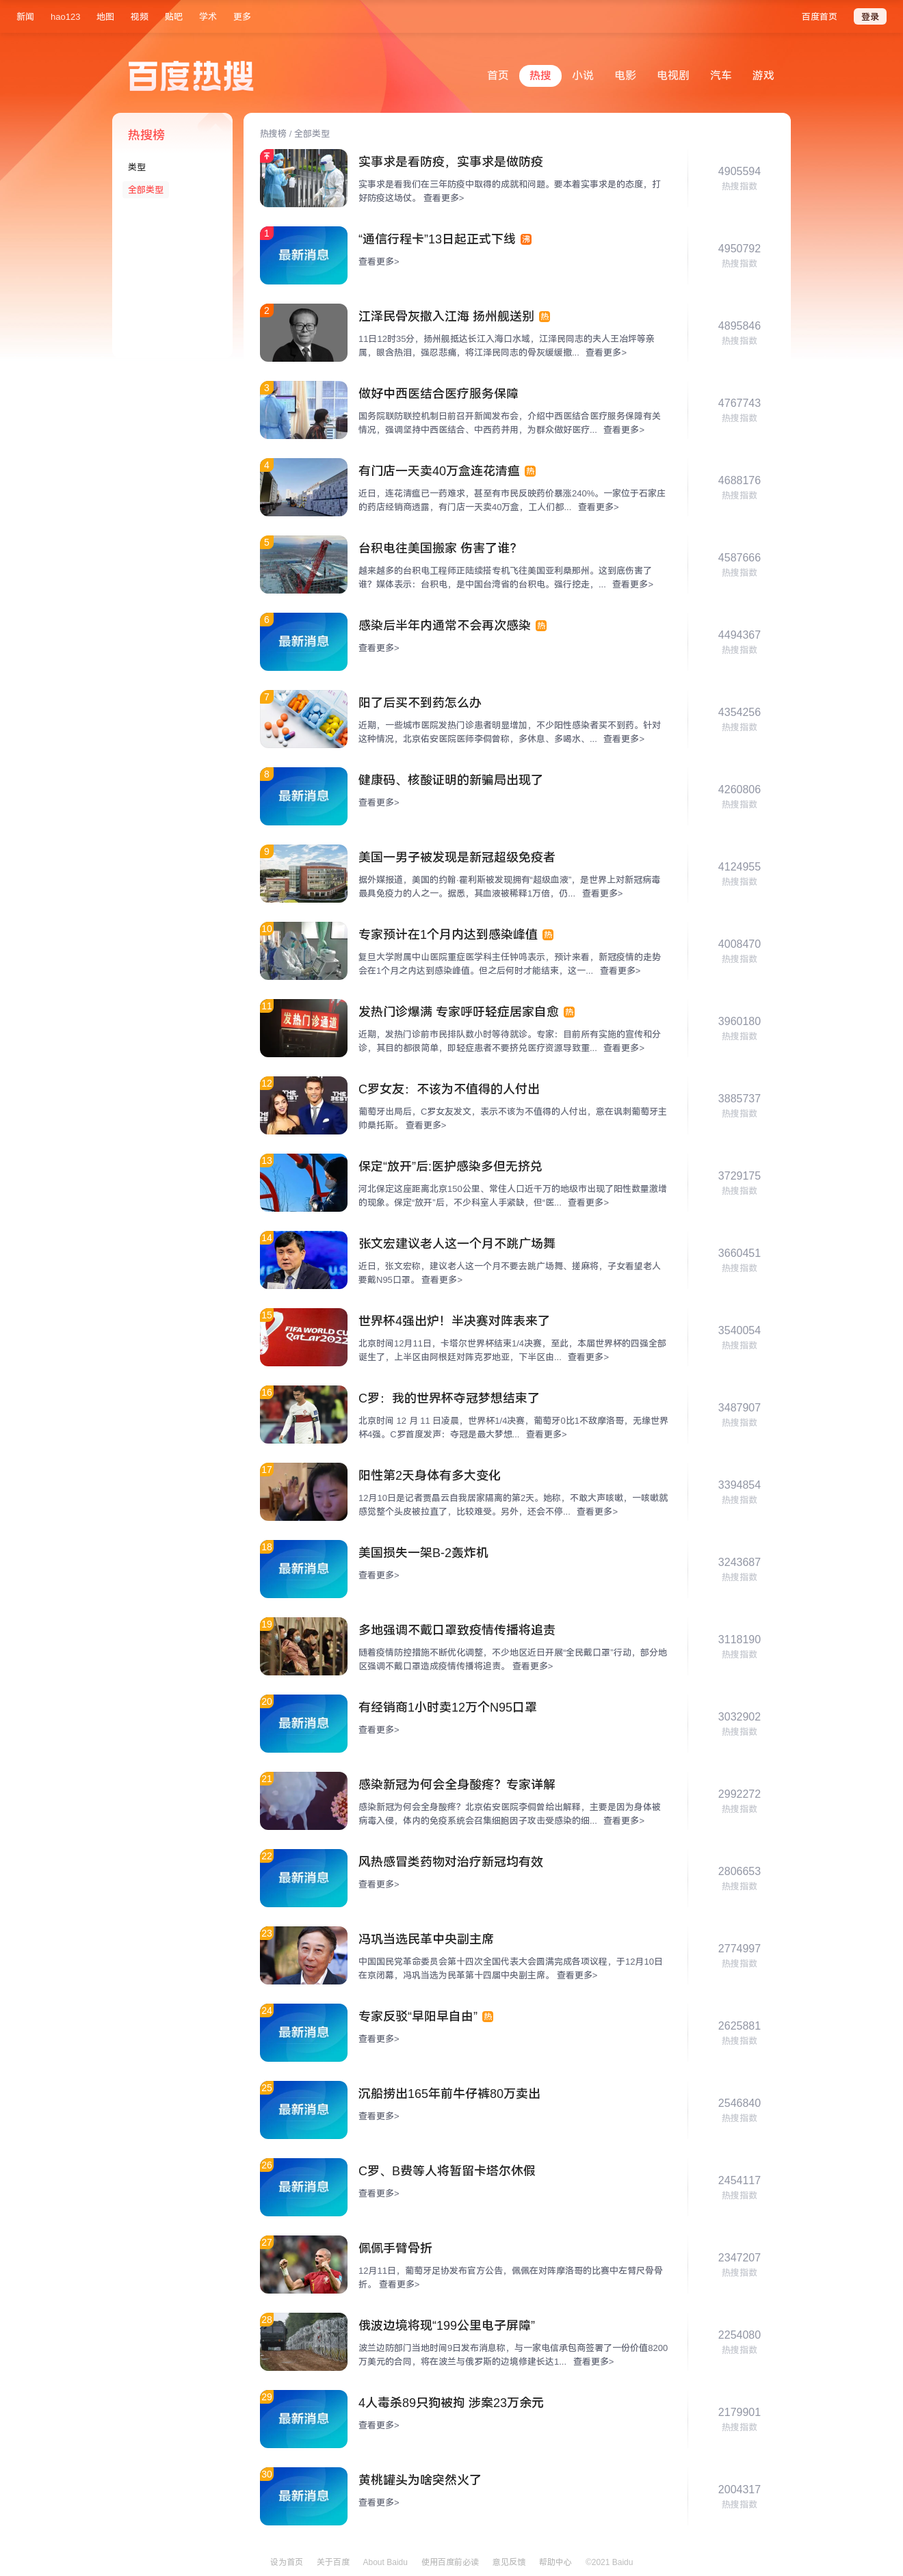 新闻 hao123 地图 视频 贴吧 学术 更多 百度首页 登录
百度热搜 首页 热搜 小说 电影 电视剧 汽车 游戏
热搜榜
类型
全部类型
热搜榜 / 全部类型
实事求是看防疫，实事求是做防疫
实事求是看我们在三年防疫中取得的成就和问题。要本着实事求是的态度，打
好防疫这场仗。 查看更多>
4905594
热搜指数
1
最新消息
“通信行程卡”13日起正式下线 沸
查看更多>
4950792
热搜指数
2
江泽民骨灰撒入江海 扬州舰送别 热
11日12时35分，扬州舰抵达长江入海口水域，江泽民同志的夫人王冶坪等亲
属，眼含热泪，强忍悲痛，将江泽民同志的骨灰缓缓撒... 查看更多>
4895846
热搜指数
3
做好中西医结合医疗服务保障
国务院联防联控机制日前召开新闻发布会，介绍中西医结合医疗服务保障有关
情况，强调坚持中西医结合、中西药并用，为群众做好医疗... 查看更多>
4767743
热搜指数
4
有门店一天卖40万盒连花清瘟 热
近日，连花清瘟已一药难求，甚至有市民反映药价暴涨240%。一家位于石家庄
的药店经销商透露，有门店一天卖40万盒，工人们都... 查看更多>
4688176
热搜指数
5
台积电往美国搬家 伤害了谁？
越来越多的台积电工程师正陆续搭专机飞往美国亚利桑那州。这到底伤害了
谁？媒体表示：台积电，是中国台湾省的台积电。强行挖走，... 查看更多>
4587666
热搜指数
6
最新消息
感染后半年内通常不会再次感染 热
查看更多>
4494367
热搜指数
7
阳了后买不到药怎么办
近期，一些城市医院发热门诊患者明显增加，不少阳性感染者买不到药。针对
这种情况，北京佑安医院医师李侗曾称，多休息、多喝水、... 查看更多>
4354256
热搜指数
8
最新消息
健康码、核酸证明的新骗局出现了
查看更多>
4260806
热搜指数
9
美国一男子被发现是新冠超级免疫者
据外媒报道，美国的约翰·霍利斯被发现拥有“超级血液”，是世界上对新冠病毒
最具免疫力的人之一。据悉，其血液被稀释1万倍，仍... 查看更多>
4124955
热搜指数
10
专家预计在1个月内达到感染峰值 热
复旦大学附属中山医院重症医学科主任钟鸣表示，预计来看，新冠疫情的走势
会在1个月之内达到感染峰值。但之后何时才能结束，这一... 查看更多>
4008470
热搜指数
11
发热门诊通道
发热门诊爆满 专家呼吁轻症居家自愈 热
近期，发热门诊前市民排队数小时等待就诊。专家：目前所有实施的宣传和分
诊，其目的都很简单，即轻症患者不要挤兑医疗资源导致重... 查看更多>
3960180
热搜指数
12
C罗女友：不该为不值得的人付出
葡萄牙出局后，C罗女友发文，表示不该为不值得的人付出，意在讽刺葡萄牙主
帅桑托斯。 查看更多>
3885737
热搜指数
13
保定“放开”后:医护感染多但无挤兑
河北保定这座距离北京150公里、常住人口近千万的地级市出现了阳性数量激增
的现象。保定“放开”后，不少科室人手紧缺，但“医... 查看更多>
3729175
热搜指数
14
张文宏建议老人这一个月不跳广场舞
近日，张文宏称，建议老人这一个月不要去跳广场舞、搓麻将，子女看望老人
要戴N95口罩。 查看更多>
3660451
热搜指数
15
FIFA WORLD CU
Qatar2022
世界杯4强出炉！半决赛对阵表来了
北京时间12月11日，卡塔尔世界杯结束1/4决赛，至此，本届世界杯的四强全部
诞生了，上半区由阿根廷对阵克罗地亚，下半区由... 查看更多>
3540054
热搜指数
16
C罗：我的世界杯夺冠梦想结束了
北京时间 12 月 11 日凌晨，世界杯1/4决赛，葡萄牙0比1不敌摩洛哥，无缘世界
杯4强。C罗首度发声：夺冠是最大梦想... 查看更多>
3487907
热搜指数
17
阳性第2天身体有多大变化
12月10日是记者贾晶云自我居家隔离的第2天。她称，不敢大声咳嗽，一咳嗽就
感觉整个头皮被拉直了，比较难受。另外，还会不停... 查看更多>
3394854
热搜指数
18
最新消息
美国损失一架B-2轰炸机
查看更多>
3243687
热搜指数
19
多地强调不戴口罩致疫情传播将追责
随着疫情防控措施不断优化调整，不少地区近日开展“全民戴口罩”行动，部分地
区强调不戴口罩造成疫情传播将追责。 查看更多>
3118190
热搜指数
20
最新消息
有经销商1小时卖12万个N95口罩
查看更多>
3032902
热搜指数
21
感染新冠为何会全身酸疼？专家详解
感染新冠为何会全身酸疼？北京佑安医院李侗曾给出解释，主要是因为身体被
病毒入侵，体内的免疫系统会召集细胞因子攻击受感染的细... 查看更多>
2992272
热搜指数
22
最新消息
风热感冒类药物对治疗新冠均有效
查看更多>
2806653
热搜指数
23
冯巩当选民革中央副主席
中国国民党革命委员会第十四次全国代表大会圆满完成各项议程，于12月10日
在京闭幕，冯巩当选为民革第十四届中央副主席。 查看更多>
2774997
热搜指数
24
最新消息
专家反驳“早阳早自由” 热
查看更多>
2625881
热搜指数
25
最新消息
沉船捞出165年前牛仔裤80万卖出
查看更多>
2546840
热搜指数
26
最新消息
C罗、B费等人将暂留卡塔尔休假
查看更多>
2454117
热搜指数
27
佩佩手臂骨折
12月11日，葡萄牙足协发布官方公告，佩佩在对阵摩洛哥的比赛中左臂尺骨骨
折。 查看更多>
2347207
热搜指数
28
俄波边境将现“199公里电子屏障”
波兰边防部门当地时间9日发布消息称，与一家电信承包商签署了一份价值8200
万美元的合同，将在波兰与俄罗斯的边境修建长达1... 查看更多>
2254080
热搜指数
29
最新消息
4人毒杀89只狗被拘 涉案23万余元
查看更多>
2179901
热搜指数
30
最新消息
黄桃罐头为啥突然火了
查看更多>
2004317
热搜指数
设为首页 关于百度 About Baidu 使用百度前必读 意见反馈 帮助中心 ©2021 Baidu